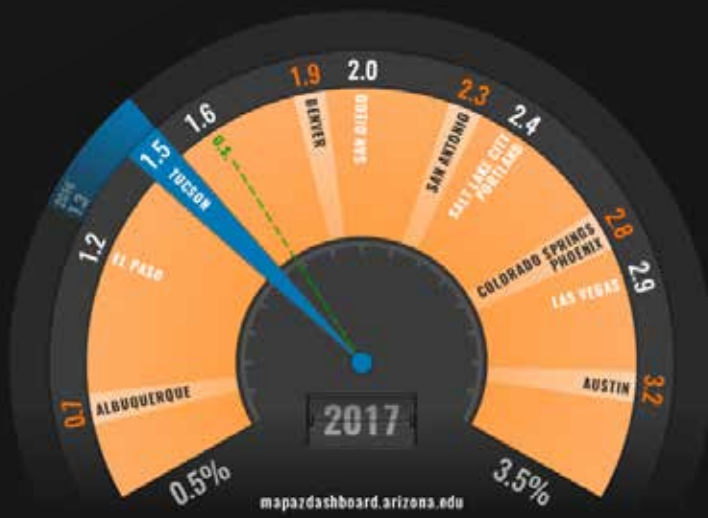 0.5%
0.7
ALBUQUERQUE
1.2
EL PASO
1.3
1.5
TUCSON
1.6
U.S.
1.9
DENVER
2.0
SAN DIEGO
2.3
SAN ANTONIO
2.4
SALT LAKE CITY
PORTLAND
2.8
COLORADO SPRINGS
PHOENIX
2.9
LAS VEGAS
3.2
AUSTIN
3.5%
2017
mapazdashboard.arizona.edu